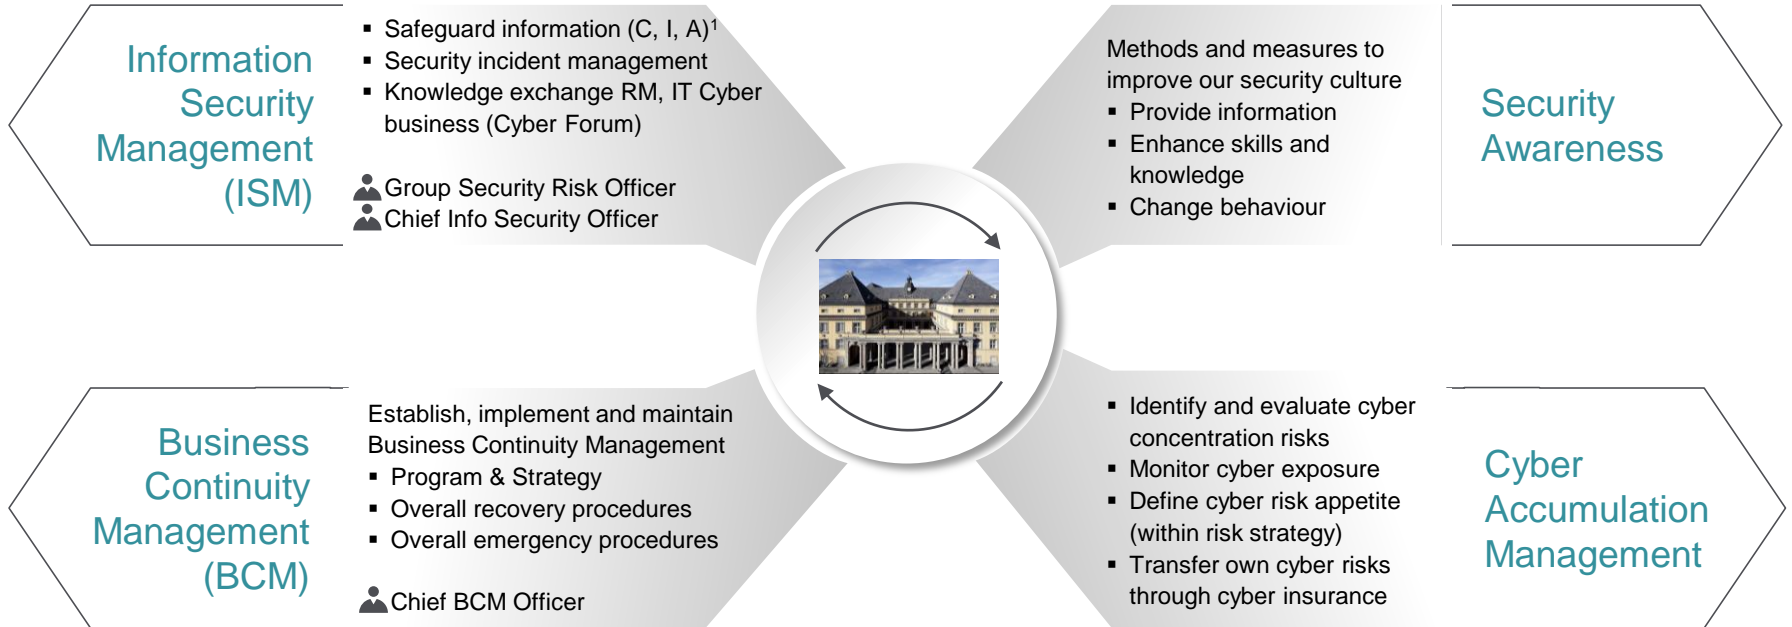 Information
Security
Management
(ISM)
▪ Safeguard information (C, I, A)¹
▪ Security incident management
▪ Knowledge exchange RM, IT Cyber
business (Cyber Forum)
Group Security Risk Officer
Chief Info Security Officer
Methods and measures to
improve our security culture
▪ Provide information
▪ Enhance skills and
knowledge
▪ Change behaviour
Security
Awareness
Business
Continuity
Management
(BCM)
Establish, implement and maintain
Business Continuity Management
▪ Program & Strategy
▪ Overall recovery procedures
▪ Overall emergency procedures
Chief BCM Officer
▪ Identify and evaluate cyber
concentration risks
▪ Monitor cyber exposure
▪ Define cyber risk appetite
(within risk strategy)
▪ Transfer own cyber risks
through cyber insurance
Cyber
Accumulation
Management